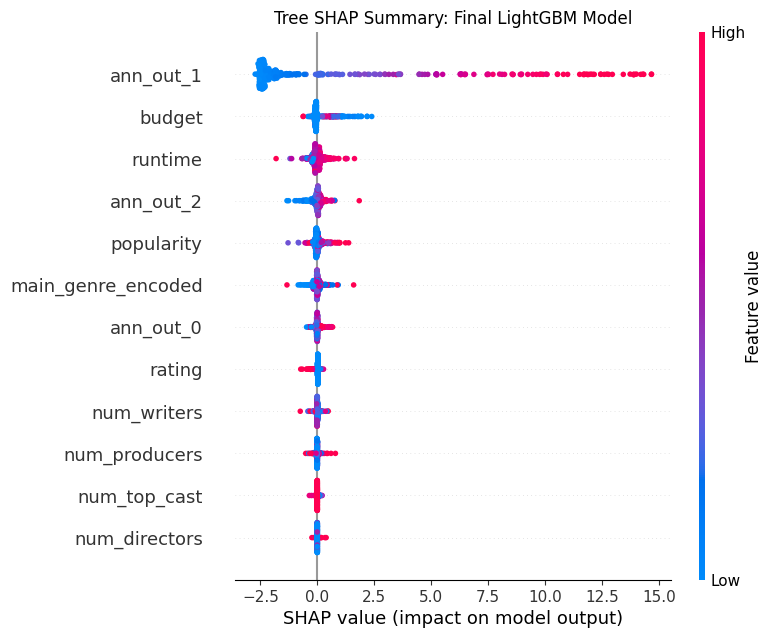 Tree SHAP Summary: Final LightGBM Model
High
ann_out_1
budget
runtime
ann_out_2
popularity
main_genre_encoded
ann_out_0
rating
num_writers
num_producers
num_top_cast
num_directors
Feature value
Low
−2.5 0.0 2.5 5.0 7.5 10.0 12.5 15.0
SHAP value (impact on model output)